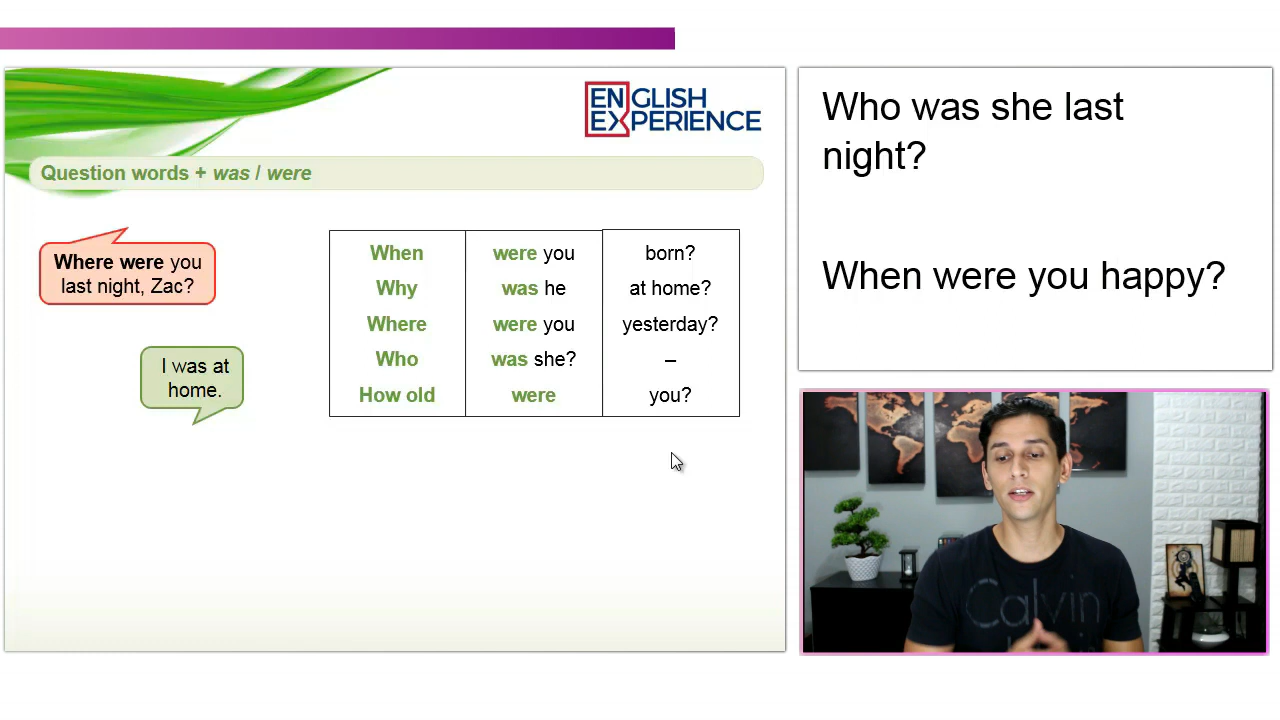 ENGLISH
EXPERIENCE
Question words + was / were
Where were you
last night, Zac?
I was at
home.
When were you born?
Why was he at home?
Where were you yesterday?
Who was she? –
How old were you?
Who was she last
night?
When were you happy?
Calvin